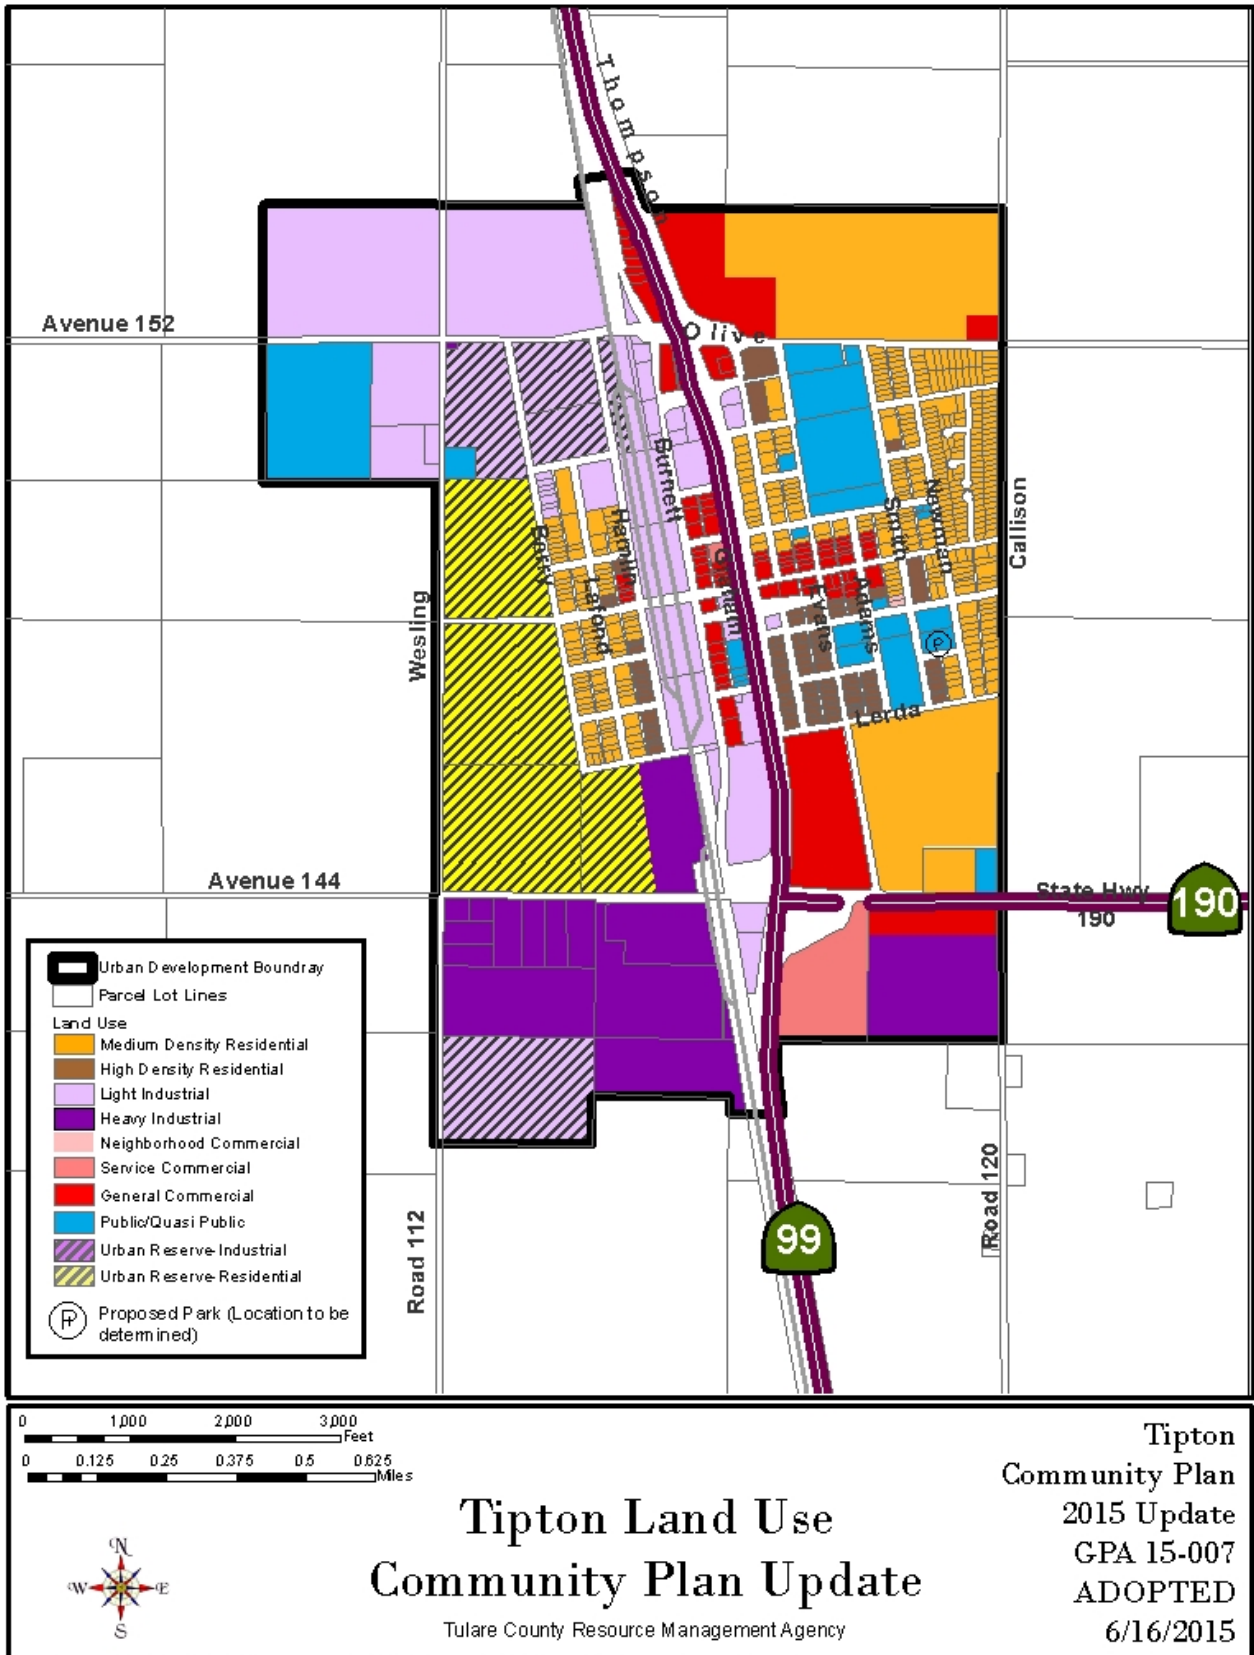 Thompson
Avenue 152
Olive
Burnett
Smith
Newman
Callison
Hamlin
Graham
Lafond
Evans
Adams
Wesling
Lerda
Avenue 144
State Hwy
190
190
Urban Development Boundray
Parcel Lot Lines
Land Use
Medium Density Residential
High Density Residential
Light Industrial
Heavy Industrial
Neighborhood Commercial
Service Commercial
General Commercial
Public/Quasi Public
Urban Reserve-Industrial
Urban Reserve-Residential
P
Proposed Park (Location to be
determined)
P
Road 112
Road 120
99
0 1,000 2,000 3,000
Feet
0 0.125 0.25 0.375 0.5 0.625
Miles
N
W E
S
Tipton Land Use
Community Plan Update
Tulare County Resource Management Agency
Tipton
Community Plan
2015 Update
GPA 15-007
ADOPTED
6/16/2015